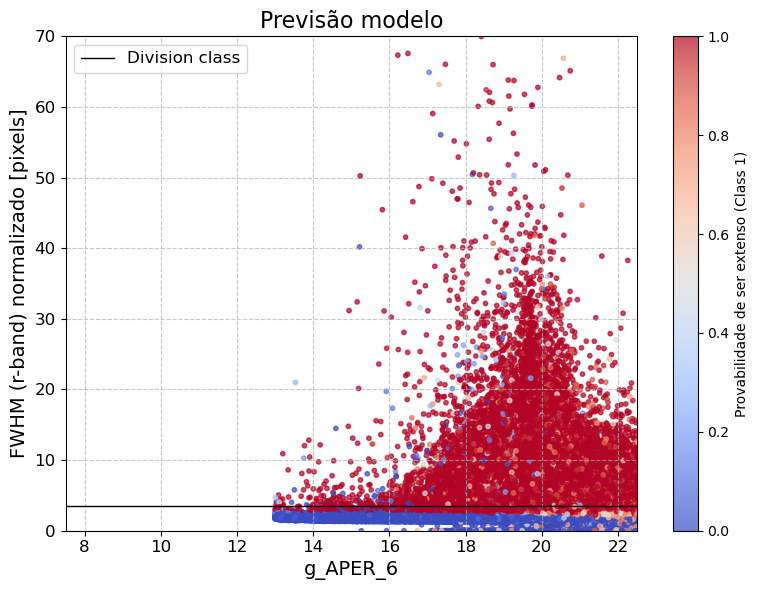 Previsão modelo
Division class
FWHM (r-band) normalizado [pixels]
70
60
50
40
30
20
10
0
8 10 12 14 16 18 20 22
g_APER_6
1.0
0.8
0.6
0.4
0.2
0.0
Provabilidade de ser extenso (Class 1)